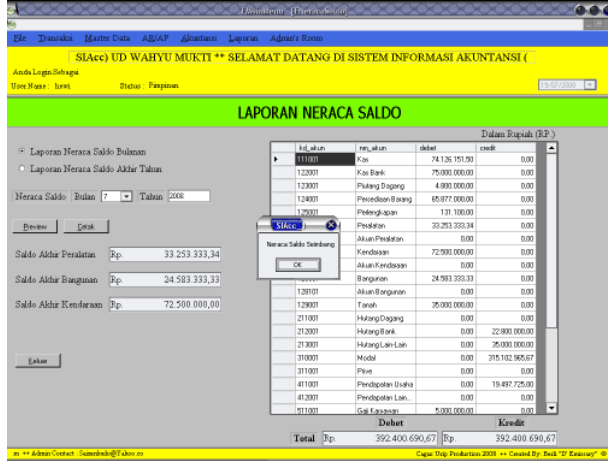 File Transaksi Master Data AR/AP Akuntansi Laporan Admin's Room
SIAcc) UD WAHYU MUKTI ** SELAMAT DATANG DI SISTEM INFORMASI AKUNTANSI (
Anda Login Sebagai
User Name : hewi Status : Pimpinan
19/07/2008
LAPORAN NERACA SALDO
Dalam Rupiah (RP.)
Laporan Neraca Saldo Bulanan
Laporan Neraca Saldo Akhir Tahun
Neraca Saldo Bulan 7 Tahun 2008
Preview Cetak
Saldo Akhir Peralatan Rp. 33.253.333,34
Saldo Akhir Bangunan Rp. 24.583.333,33
Saldo Akhir Kendaraan Rp. 72.500.000,00
Keluar
kd_akun nm_akun debet credit
111001 Kas 74.126.151,50 0,00
122001 Kas Bank 75.000.000,00 0,00
123001 Piutang Dagang 4.800.000,00 0,00
124001 Persediaan Barang 65.877.000,00 0,00
125001 Perlengkapan 131.100,00 0,00
Peralatan 33.253.333,34 0,00
Akum Peralatan 0,00 0,00
Kendaraan 72.500.000,00 0,00
Akum Kendaraan 0,00 0,00
Bangunan 24.583.333,33 0,00
128101 Akum Bangunan 0,00 0,00
129001 Tanah 35.000.000,00 0,00
211001 Hutang Dagang 0,00 0,00
212001 Hutang Bank 0,00 22.800.000,00
213001 Hutang Lain-Lain 0,00 35.000.000,00
310001 Modal 0,00 315.102.965,67
311001 Prive 0,00 0,00
411001 Pendapatan Usaha 0,00 19.497.725,00
412001 Pendapatan Lain... 0,00 0,00
511001 Gaji Karyawan 5.000.000,00 0,00
SIAcc
Neraca Saldo Seimbang
OK
Debet Kredit
Total Rp. 392.400.690,67 Rp. 392.400.690,67